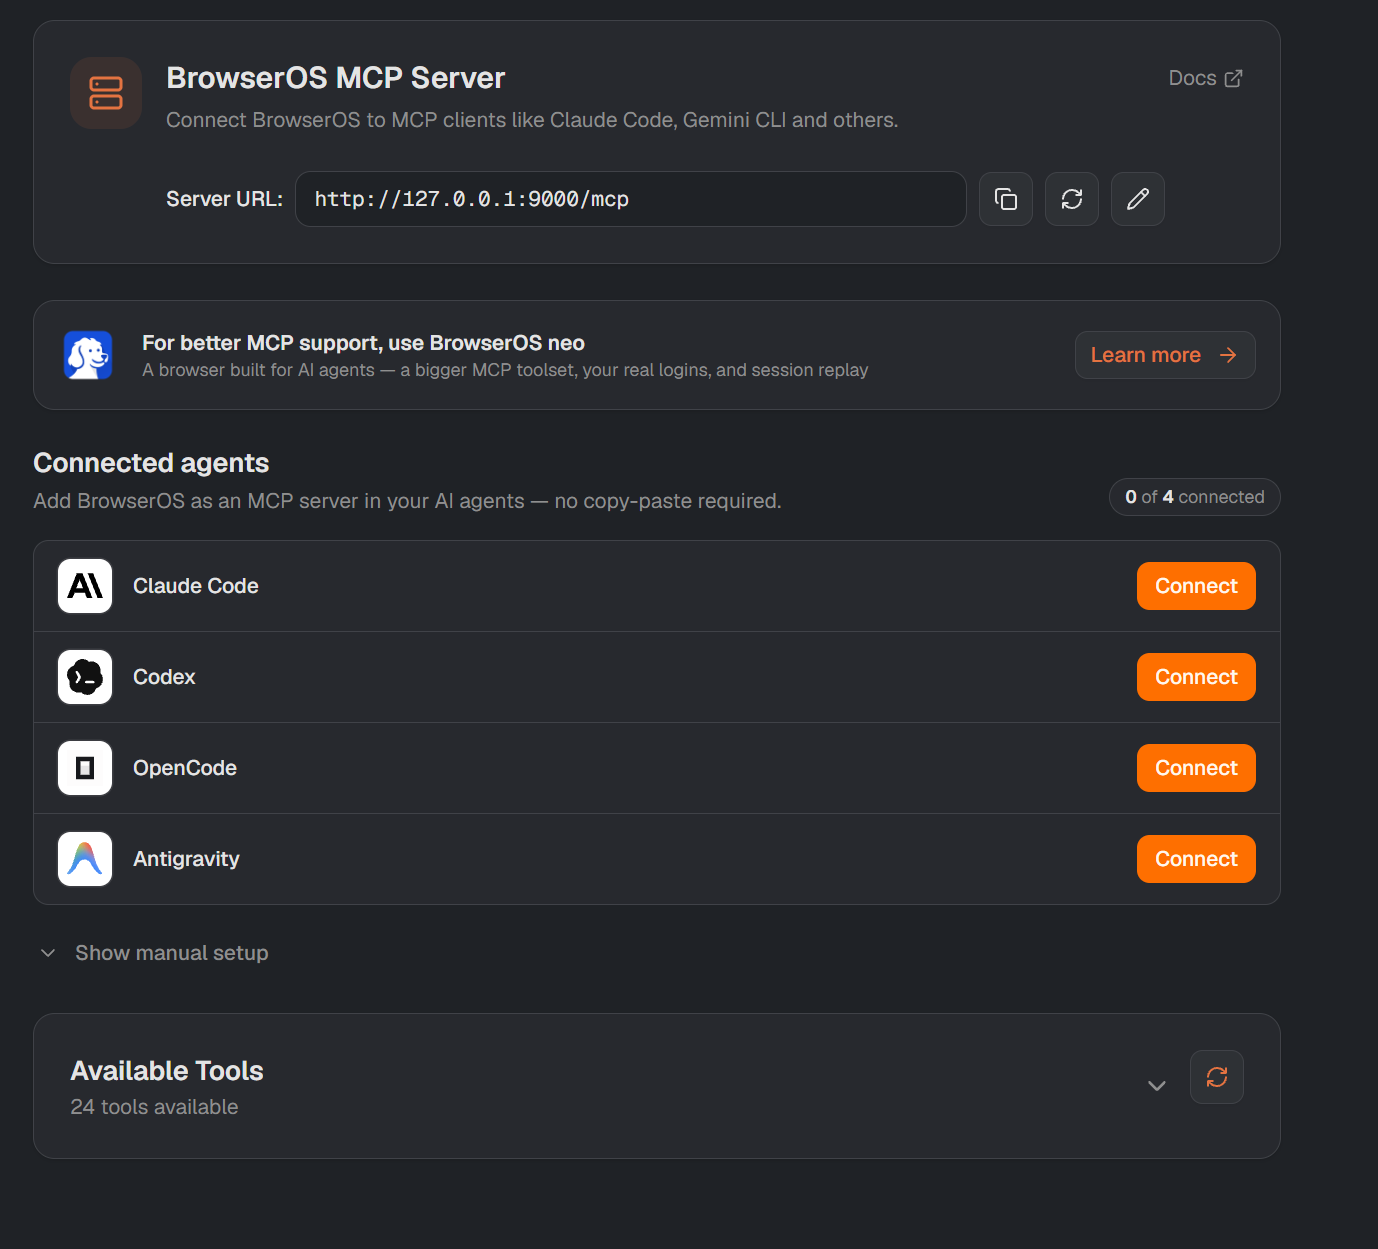 BrowserOS MCP Server
Docs
Connect BrowserOS to MCP clients like Claude Code, Gemini CLI and others.
Server URL:
http://127.0.0.1:9000/mcp
For better MCP support, use BrowserOS neo
A browser built for AI agents — a bigger MCP toolset, your real logins, and session replay
Learn more
Connected agents
Add BrowserOS as an MCP server in your AI agents — no copy-paste required.
0 of 4 connected
Claude Code
Connect
Codex
Connect
OpenCode
Connect
Antigravity
Connect
Show manual setup
Available Tools
24 tools available